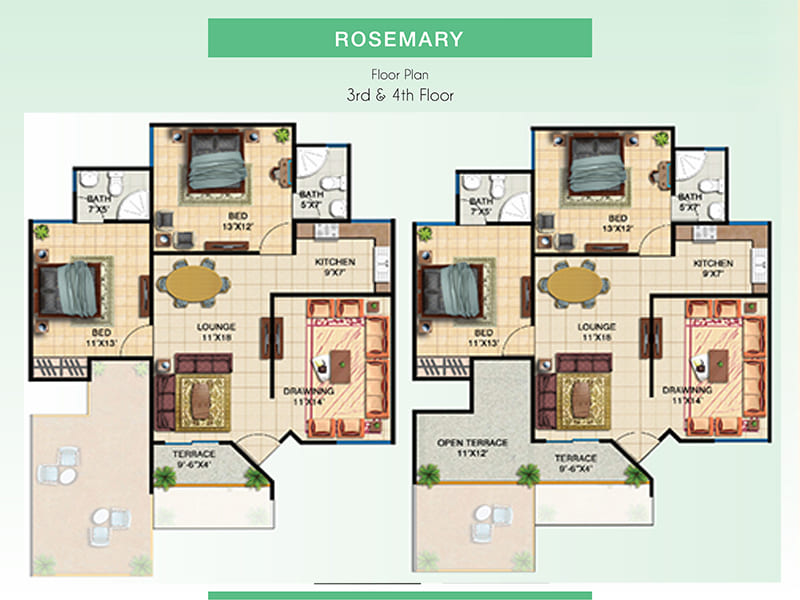 ROSEMARY
Floor Plan
3rd & 4th Floor
BATH
7'X5'
BED
13'X12'
BATH
5'X7'
KITCHEN
9'X7'
BED
11'X13'
LOUNGE
11'X18
DRAWINING
11'X14'
TERRACE
9'-6"X4'
BATH
7'X5'
BED
13'X12'
BATH
5'X7'
KITCHEN
9'X7'
BED
11'X13'
LOUNGE
11'X18
DRAWINING
11'X14'
OPEN TERRACE
11'X12'
TERRACE
9'-6"X4'